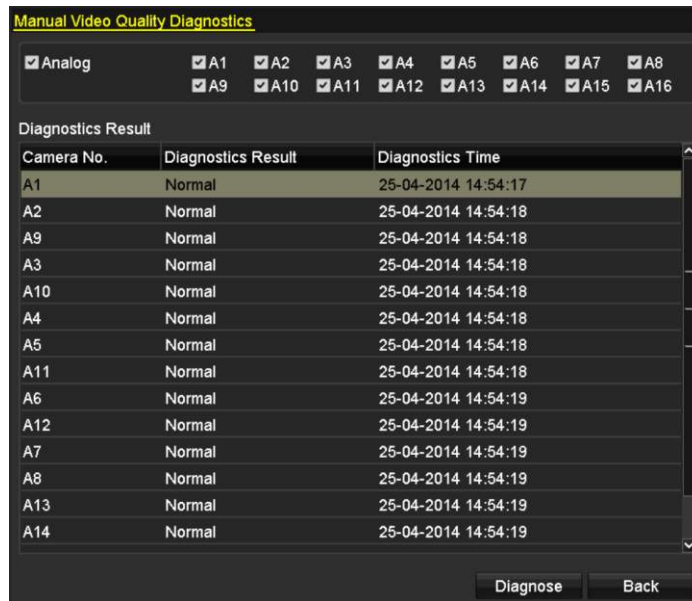 Manual Video Quality Diagnostics
Analog A1 A2 A3 A4 A5 A6 A7 A8
A9 A10 A11 A12 A13 A14 A15 A16
Diagnostics Result
Camera No. Diagnostics Result Diagnostics Time
A1 Normal 25-04-2014 14:54:17
A2 Normal 25-04-2014 14:54:18
A9 Normal 25-04-2014 14:54:18
A3 Normal 25-04-2014 14:54:18
A10 Normal 25-04-2014 14:54:18
A4 Normal 25-04-2014 14:54:18
A5 Normal 25-04-2014 14:54:18
A11 Normal 25-04-2014 14:54:18
A6 Normal 25-04-2014 14:54:19
A12 Normal 25-04-2014 14:54:19
A7 Normal 25-04-2014 14:54:19
A8 Normal 25-04-2014 14:54:19
A13 Normal 25-04-2014 14:54:19
A14 Normal 25-04-2014 14:54:19
Diagnose Back